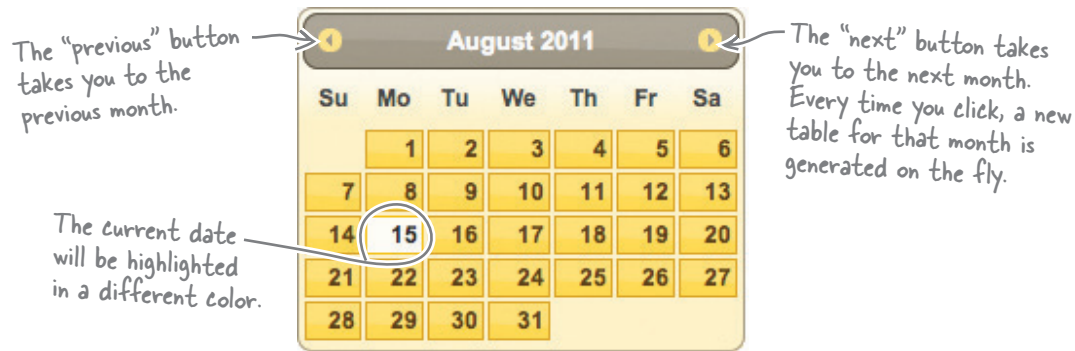 The “previous” button
takes you to the
previous month.
August 2011
The “next” button takes
you to the next month.
Every time you click, a new
table for that month is
generated on the fly.
Su Mo Tu We Th Fr Sa
1 2 3 4 5 6
7 8 9 10 11 12 13
14 15 16 17 18 19 20
21 22 23 24 25 26 27
28 29 30 31
The current date
will be highlighted
in a different color.